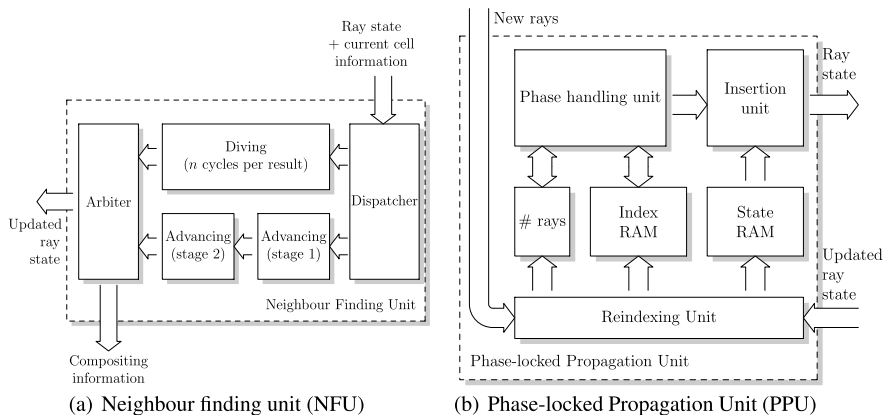 Ray state
+ current cell
information
Diving
(n cycles per result)
Arbiter
Dispatcher
Updated
ray
state
Advancing
(stage 2)
Advancing
(stage 1)
Neighbour Finding Unit
Compositing
information
(a) Neighbour finding unit (NFU)
New rays
Ray
state
Phase handling unit
Insertion
unit
# rays
Index
RAM
State
RAM
Updated
ray
state
Reindexing Unit
Phase-locked Propagation Unit
(b) Phase-locked Propagation Unit (PPU)